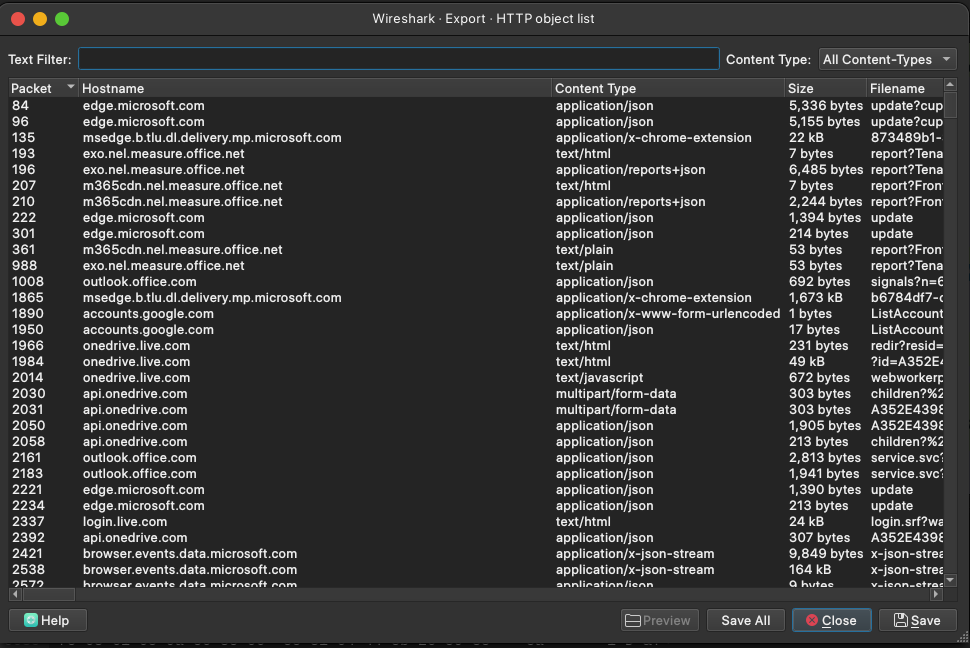 Wireshark · Export · HTTP object list
Text Filter: Content Type: All Content-Types
Packet Hostname Content Type Size Filename
84 edge.microsoft.com application/json 5,336 bytes update?cup
96 edge.microsoft.com application/json 5,155 bytes update?cup
135 msedge.b.tlu.dl.delivery.mp.microsoft.com application/x-chrome-extension 22 kB 873489b1-
193 exo.nel.measure.office.net text/html 7 bytes report?Tena
196 exo.nel.measure.office.net application/reports+json 6,485 bytes report?Tena
207 m365cdn.nel.measure.office.net text/html 7 bytes report?Fron
210 m365cdn.nel.measure.office.net application/reports+json 2,244 bytes report?Fron
222 edge.microsoft.com application/json 1,394 bytes update
301 edge.microsoft.com application/json 214 bytes update
361 m365cdn.nel.measure.office.net text/plain 53 bytes report?Fron
988 exo.nel.measure.office.net text/plain 53 bytes report?Tena
1008 outlook.office.com application/json 692 bytes signals?n=6
1865 msedge.b.tlu.dl.delivery.mp.microsoft.com application/x-chrome-extension 1,673 kB b6784df7-
1890 accounts.google.com application/x-www-form-urlencoded 1 bytes ListAccount
1950 accounts.google.com application/json 17 bytes ListAccount
1966 onedrive.live.com text/html 231 bytes redir?resid=
1984 onedrive.live.com text/html 49 kB ?id=A352E4
2014 onedrive.live.com text/javascript 672 bytes webworkerp
2030 api.onedrive.com multipart/form-data 303 bytes children?%2
2031 api.onedrive.com multipart/form-data 303 bytes A352E4398
2050 api.onedrive.com application/json 1,905 bytes A352E4398
2058 api.onedrive.com application/json 213 bytes children?%2
2161 outlook.office.com application/json 2,813 bytes service.svc?
2183 outlook.office.com application/json 1,941 bytes service.svc?
2221 edge.microsoft.com application/json 1,390 bytes update
2234 edge.microsoft.com application/json 213 bytes update
2337 login.live.com text/html 24 kB login.srf?wa
2392 api.onedrive.com application/json 307 bytes A352E4398
2421 browser.events.data.microsoft.com application/x-json-stream 9,849 bytes x-json-strea
2538 browser.events.data.microsoft.com application/x-json-stream 164 kB x-json-strea
2572 browser.events.data.microsoft.com application/json 9 bytes x-json-strea
Help Preview Save All Close Save